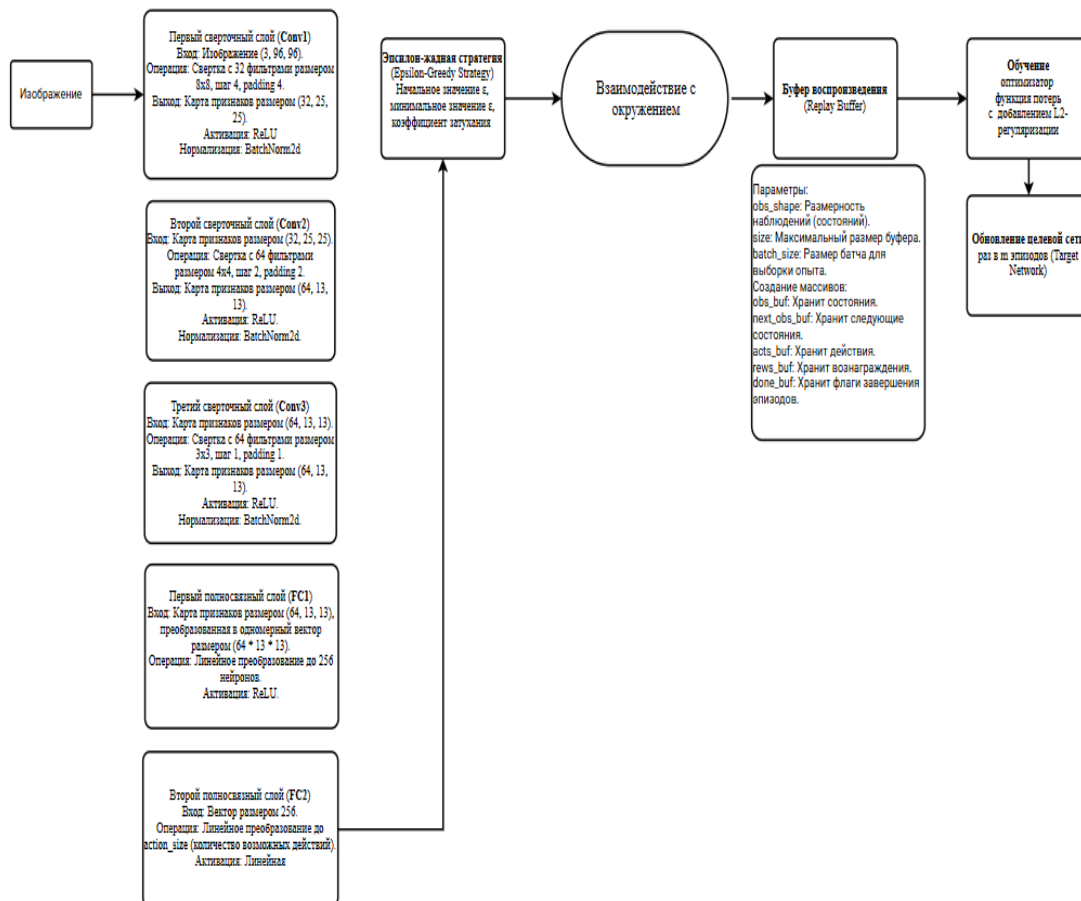 Изображение
Первый сверточный слой (Conv1)
Вход: Изображение (3, 96, 96).
Операция: Свертка с 32 фильтрами размером
8x8, шаг 4, padding 4.
Выход: Карта признаков размером (32, 25,
25).
Активация: ReLU
Нормализация: BatchNorm2d
Второй сверточный слой (Conv2)
Вход: Карта признаков размером (32, 25, 25).
Операция: Свертка с 64 фильтрами
размером 4x4, шаг 2, padding 2.
Выход: Карта признаков размером (64, 13,
13).
Активация: ReLU.
Нормализация: BatchNorm2d.
Третий сверточный слой (Conv3)
Вход: Карта признаков размером (64, 13, 13).
Операция: Свертка с 64 фильтрами размером
3x3, шаг 1, padding 1.
Выход: Карта признаков размером (64, 13,
13).
Активация: ReLU.
Нормализация: BatchNorm2d.
Первый полносвязный слой (FC1)
Вход: Карта признаков размером (64, 13, 13),
преобразованная в одномерный вектор
размером (64 * 13 * 13).
Операция: Линейное преобразование до 256
нейронов.
Активация: ReLU.
Второй полносвязный слой (FC2)
Вход: Вектор размером 256.
Операция: Линейное преобразование до
action_size (количество возможных действий).
Активация: Линейная
Эпсилон-жадная стратегия
(Epsilon-Greedy Strategy)
Начальное значение ε,
минимальное значение ε,
коэффициент затухания
Взаимодействие с
окружением
Буфер воспроизведения
(Replay Buffer)
Параметры:
obs_shape: Размерность
наблюдений (состояний).
size: Максимальный размер буфера.
batch_size: Размер батча для
выборки опыта.
Создание массивов:
obs_buf: Хранит состояния.
next_obs_buf: Хранит следующие
состояния.
acts_buf: Хранит действия.
rews_buf: Хранит вознаграждения.
done_buf: Хранит флаги завершения
эпизодов.
Обучение
оптимизатор
функция потерь
с добавлением L2-
регуляризации
Обновление целевой сети
раз в m эпизодов (Target
Network)